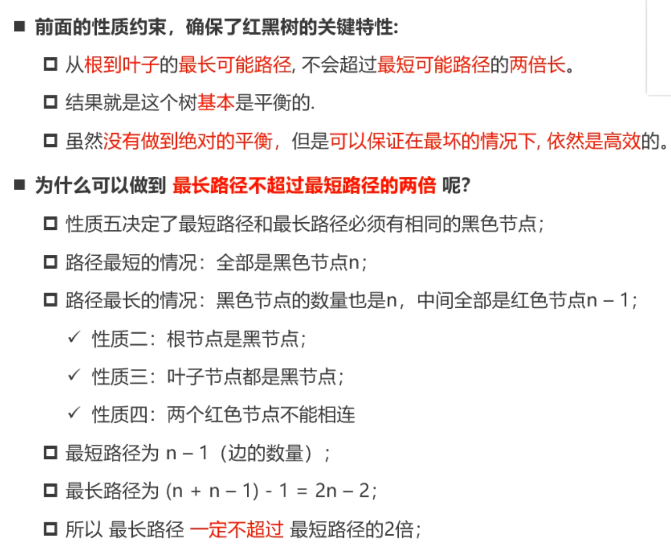 ■ 前面的性质约束，确保了红黑树的关键特性:
从根到叶子的最长可能路径, 不会超过最短可能路径的两倍长。
结果就是这个树基本是平衡的.
虽然没有做到绝对的平衡，但是可以保证在最坏的情况下, 依然是高效的。
■ 为什么可以做到 最长路径不超过最短路径的两倍 呢?
性质五决定了最短路径和最长路径必须有相同的黑色节点；
路径最短的情况：全部是黑色节点n；
路径最长的情况：黑色节点的数量也是n，中间全部是红色节点n – 1；
✓ 性质二：根节点是黑节点；
✓ 性质三：叶子节点都是黑节点；
✓ 性质四：两个红色节点不能相连
最短路径为 n – 1（边的数量）；
最长路径为 (n + n – 1) - 1 = 2n – 2；
所以 最长路径 一定不超过 最短路径的2倍；